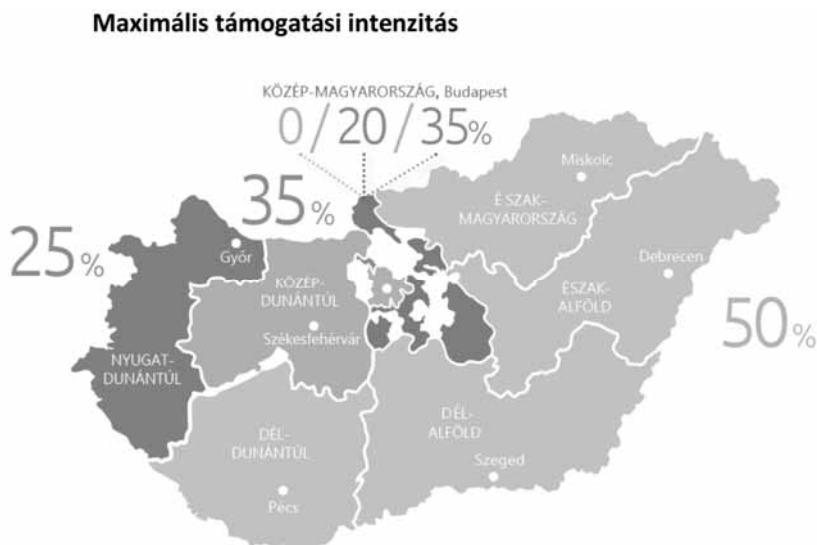 Maximális támogatási intenzitás
KÖZÉP-MAGYARORSZÁG, Budapest
0/20/35%
Miskolc
35%
ÉSZAK-
MAGYARORSZÁG
25%
Győr
Debrecen
KÖZÉP-
DUNÁNTÚL
ÉSZAK-
ALFÖLD
50%
Székesfehérvár
NYUGAT-
DUNÁNTÚL
DÉL-
ALFÖLD
DÉL-
DUNÁNTÚL
Szeged
Pécs